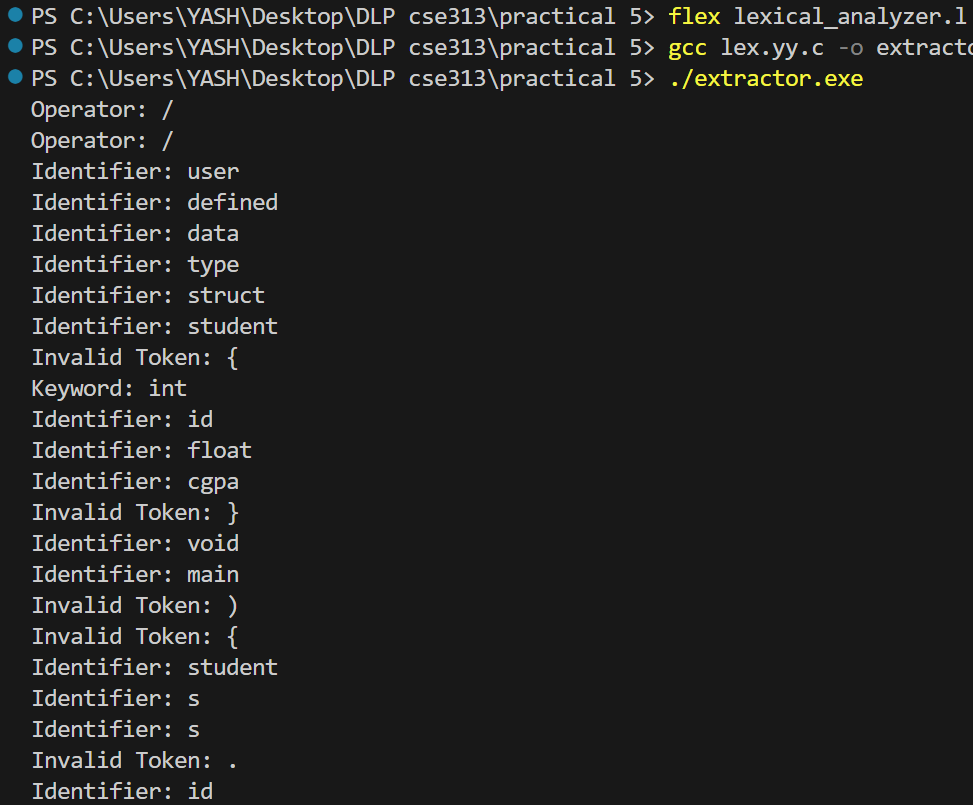 PS C:\Users\YASH\Desktop\DLP cse313\practical 5> flex lexical_analyzer.l
PS C:\Users\YASH\Desktop\DLP cse313\practical 5> gcc lex.yy.c -o extracto
PS C:\Users\YASH\Desktop\DLP cse313\practical 5> ./extractor.exe
Operator: /
Operator: /
Identifier: user
Identifier: defined
Identifier: data
Identifier: type
Identifier: struct
Identifier: student
Invalid Token: {
Keyword: int
Identifier: id
Identifier: float
Identifier: cgpa
Invalid Token: }
Identifier: void
Identifier: main
Invalid Token: )
Invalid Token: {
Identifier: student
Identifier: s
Identifier: s
Invalid Token: .
Identifier: id